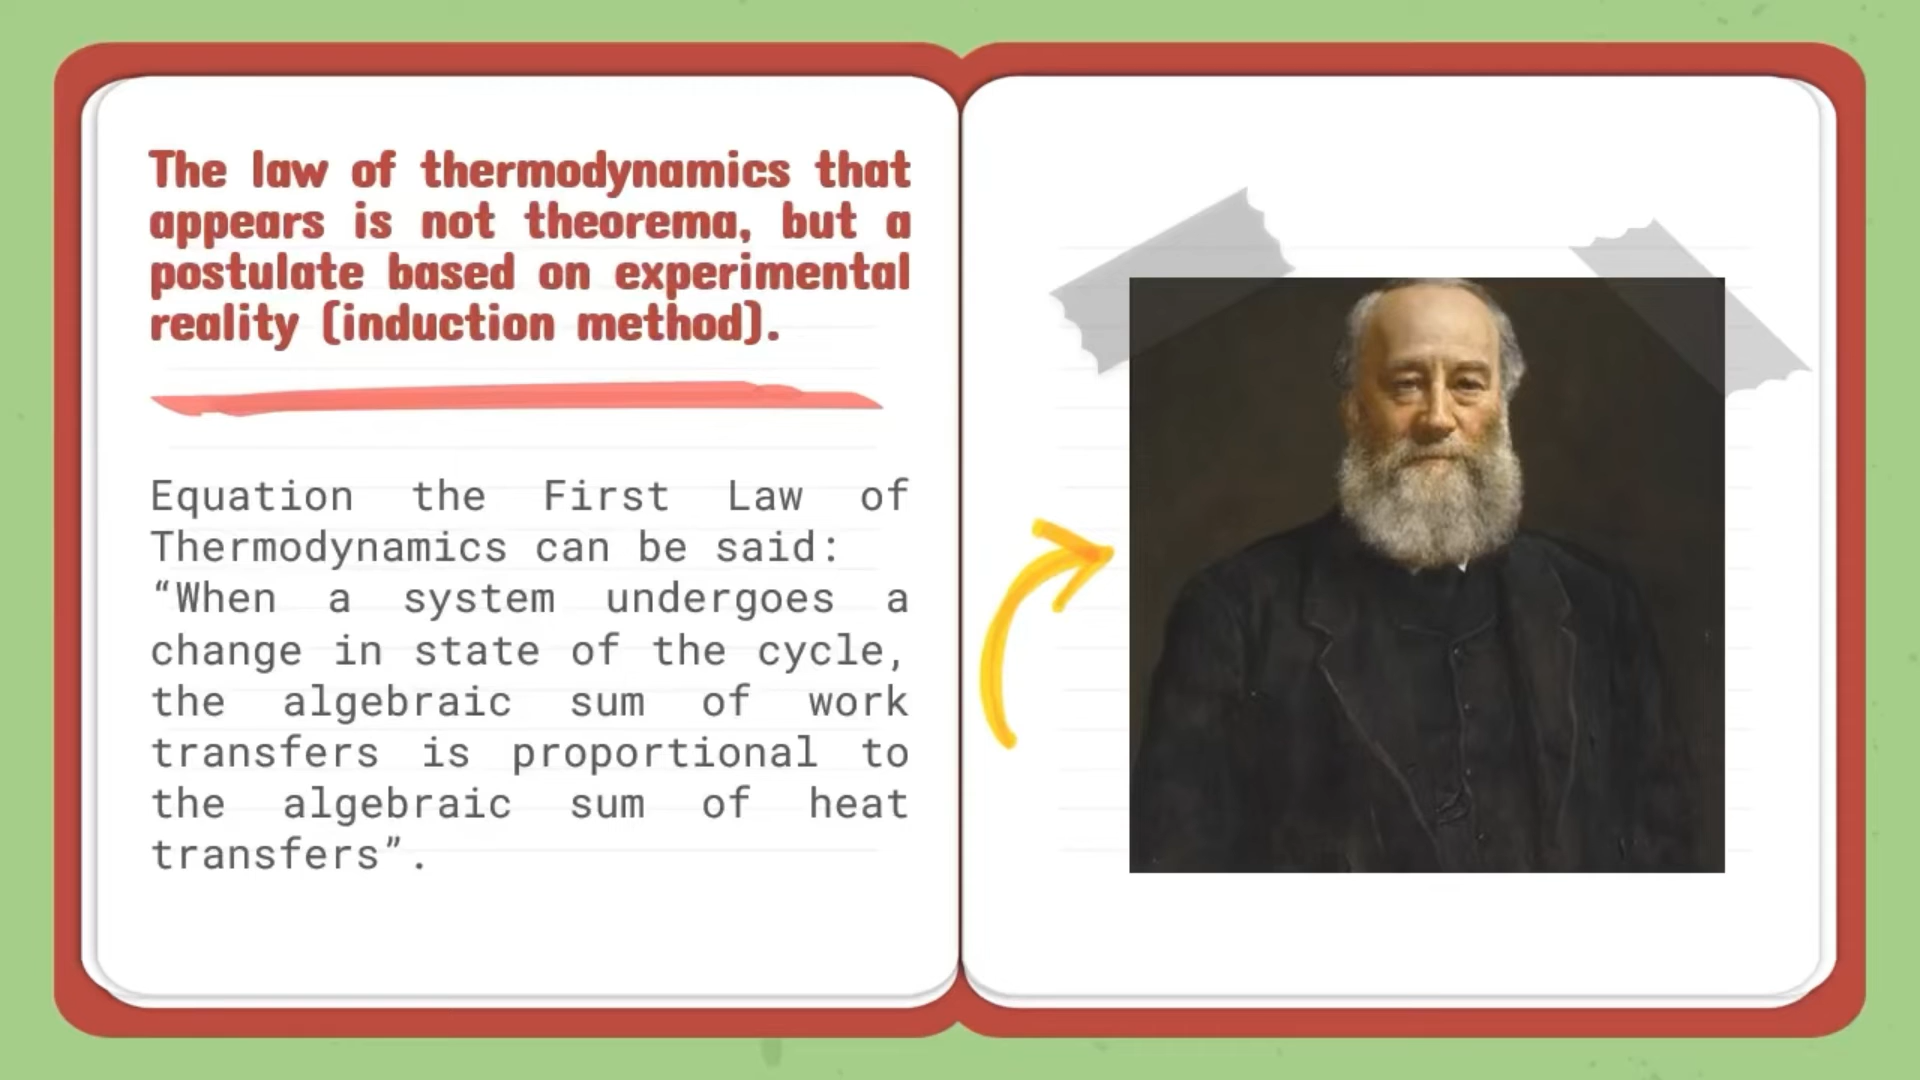 The law of thermodynamics that
appears is not theorema, but a
postulate based on experimental
reality (induction method).
Equation the First Law of
Thermodynamics can be said:
“When a system undergoes a
change in state of the cycle,
the algebraic sum of work
transfers is proportional to
the algebraic sum of heat
transfers”.